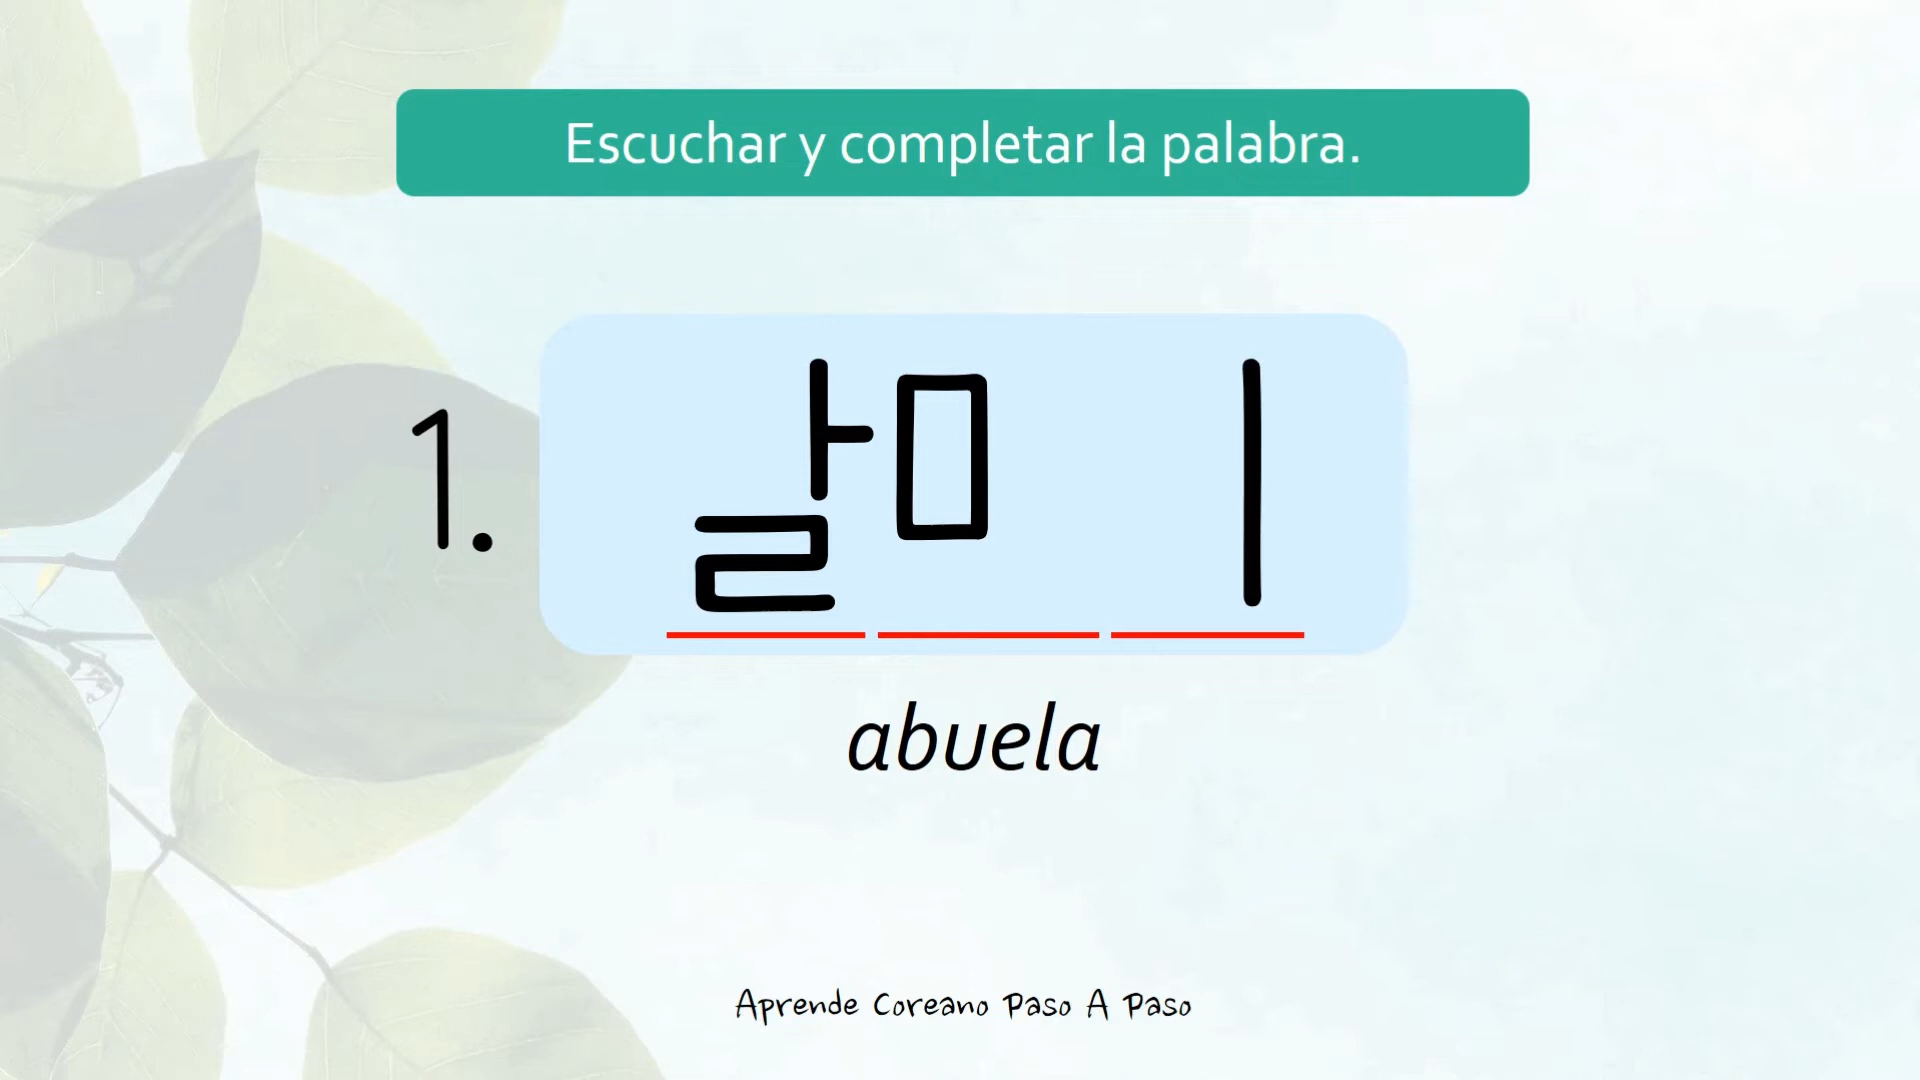 Escuchar y completar la palabra.
1. ㅏㄹ ㅁ ㅣ
abuela
Aprende Coreano Paso A Paso